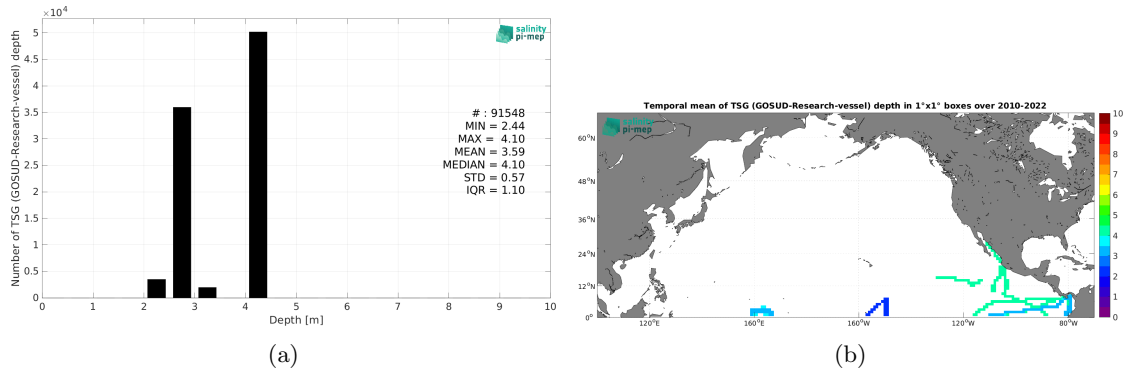 ×10⁴
5
4.5
4
3.5
3
2.5
2
1.5
1
0.5
0
Number of TSG (GOSUD-Research-vessel) depth
salinity
pi-mep
# : 91548
MIN = 2.44
MAX = 4.10
MEAN = 3.59
MEDIAN = 4.10
STD = 0.57
IQR = 1.10
0 1 2 3 4 5 6 7 8 9 10
Depth [m]
(a)
Temporal mean of TSG (GOSUD-Research-vessel) depth in 1°x1° boxes over 2010-2022
salinity
pi-mep
60°N
48°N
36°N
24°N
12°N
0°
120°E 160°E 160°W 120°W 80°W
10
9
8
7
6
5
4
3
2
1
0
(b)